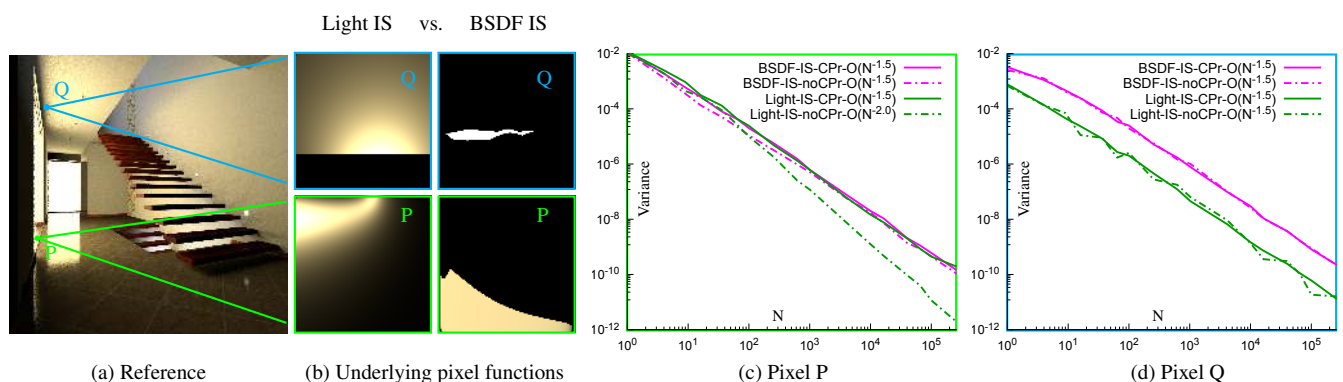 Light IS vs. BSDF IS
Q
P
Q
Q
P
P
10^-2
10^-4
10^-6
10^-8
10^-10
10^-12
Variance
BSDF-IS-CPr-O(N^-1.5)
BSDF-IS-noCPr-O(N^-1.5)
Light-IS-CPr-O(N^-1.5)
Light-IS-noCPr-O(N^-2.0)
N
10^0
10^1
10^2
10^3
10^4
10^5
10^-2
10^-4
10^-6
10^-8
10^-10
10^-12
Variance
BSDF-IS-CPr-O(N^-1.5)
BSDF-IS-noCPr-O(N^-1.5)
Light-IS-CPr-O(N^-1.5)
Light-IS-noCPr-O(N^-1.5)
N
10^0
10^1
10^2
10^3
10^4
10^5
(a) Reference
(b) Underlying pixel functions
(c) Pixel P
(d) Pixel Q